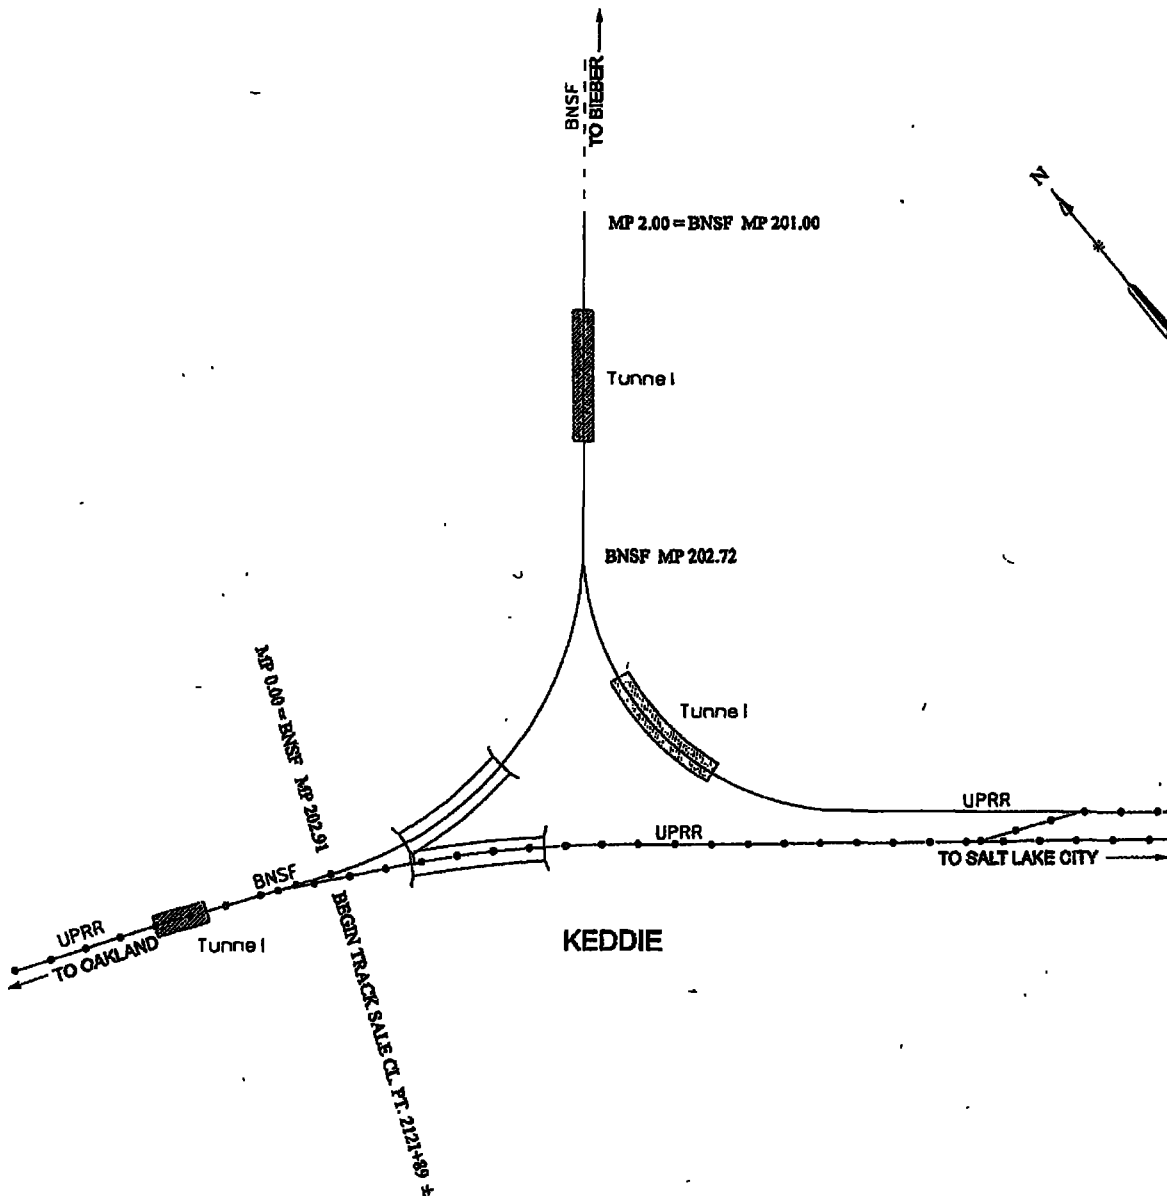 BNSF
TO BIEBER
N
MP 2.00 = BNSF MP 201.00
Tunnel
BNSF MP 202.72
MP 0.00 = BNSF MP 202.91
Tunnel
UPRR
UPRR
TO SALT LAKE CITY
BNSF
UPRR
TO OAKLAND
Tunnel
KEDDIE
BEGIN TRACK SALE CL. PT. 2121+89 ±